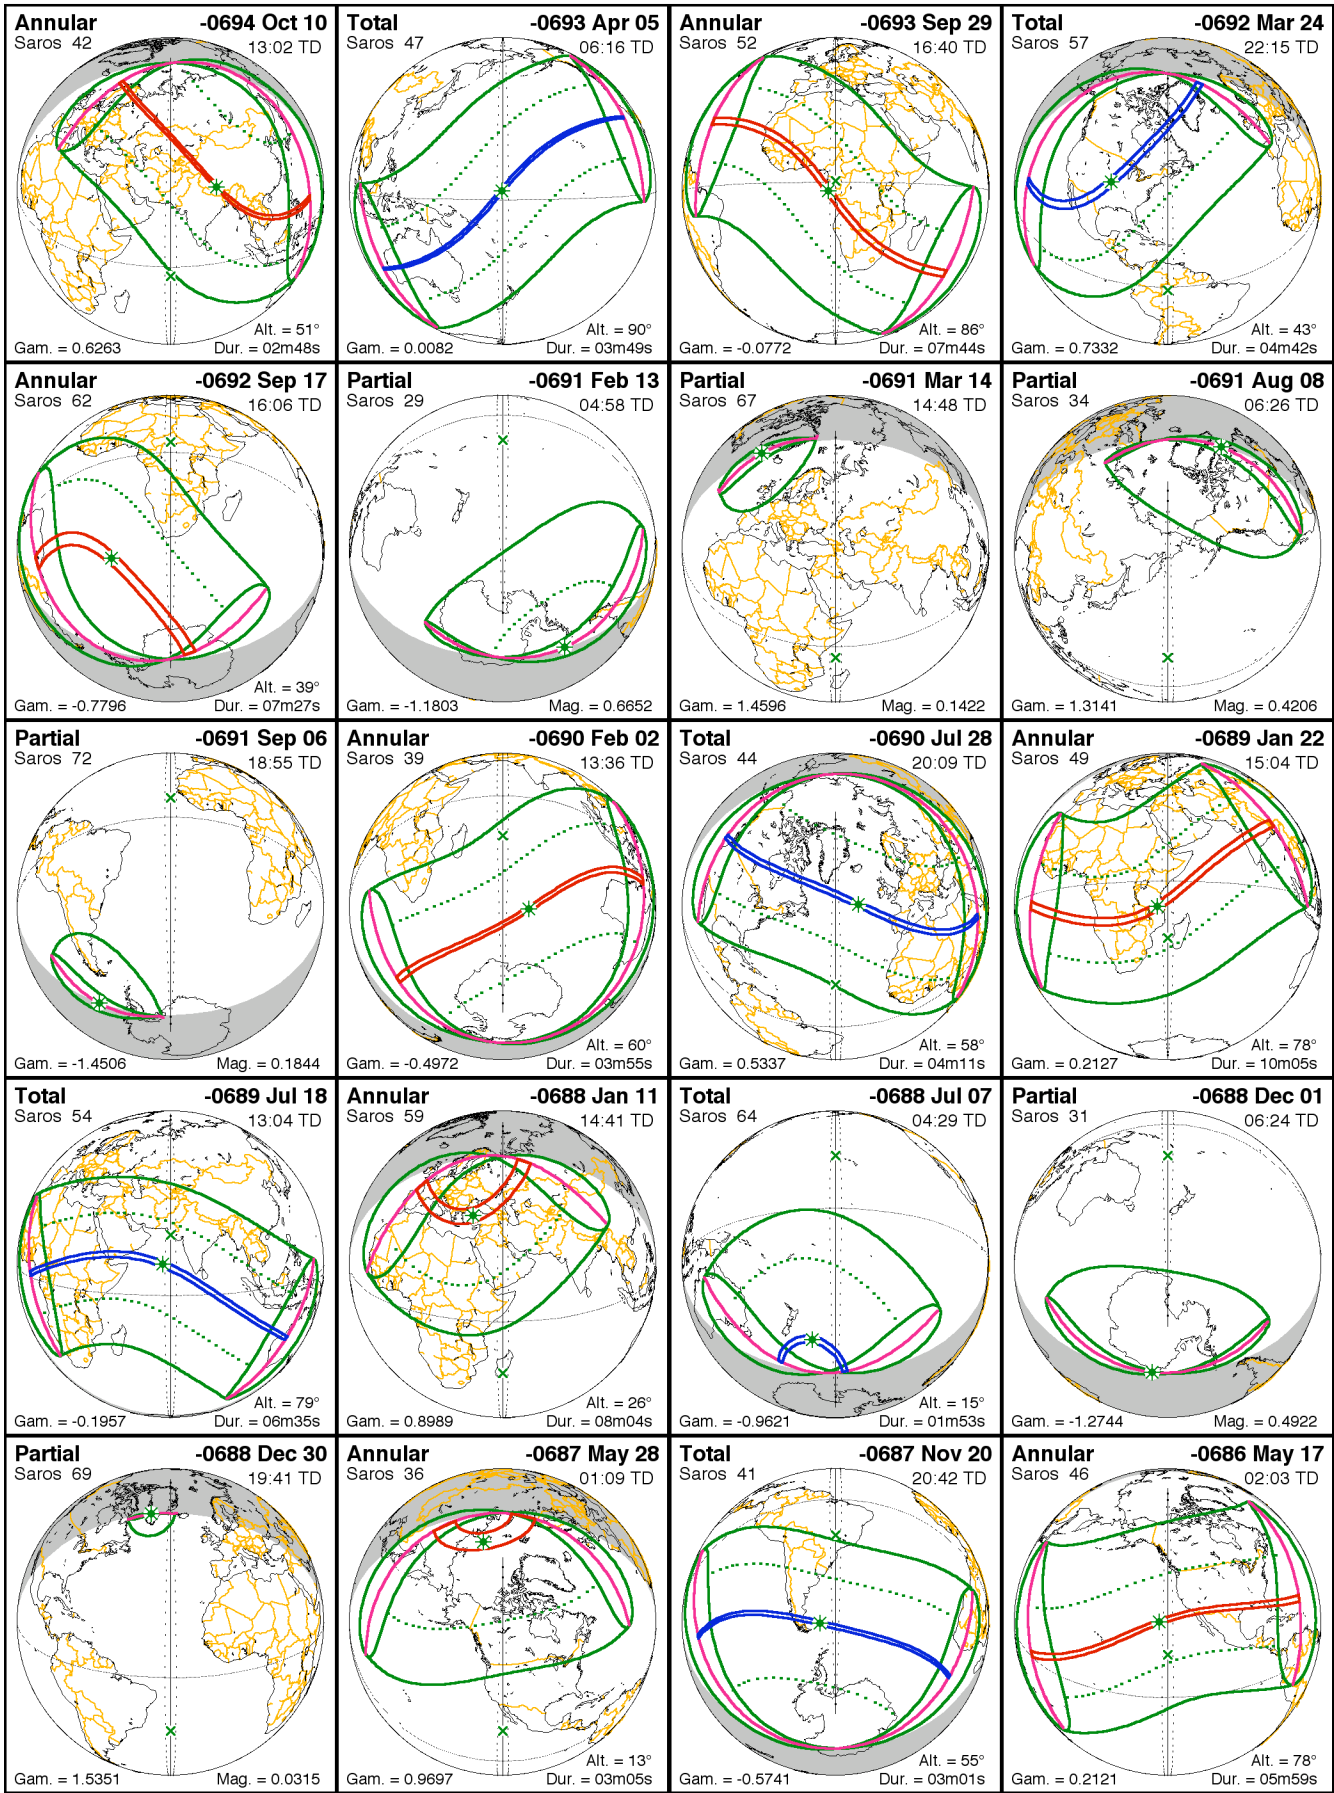 Annular -0694 Oct 10
Saros 42 13:02 TD
Alt. = 51°
Gam. = 0.6263 Dur. = 02m48s
Total -0693 Apr 05
Saros 47 06:16 TD
Alt. = 90°
Gam. = 0.0082 Dur. = 03m49s
Annular -0693 Sep 29
Saros 52 16:40 TD
Alt. = 86°
Gam. = -0.0772 Dur. = 07m44s
Total -0692 Mar 24
Saros 57 22:15 TD
Alt. = 43°
Gam. = 0.7332 Dur. = 04m42s
Annular -0692 Sep 17
Saros 62 16:06 TD
Alt. = 39°
Gam. = -0.7796 Dur. = 07m27s
Partial -0691 Feb 13
Saros 29 04:58 TD
Gam. = -1.1803 Mag. = 0.6652
Partial -0691 Mar 14
Saros 67 14:48 TD
Gam. = 1.4596 Mag. = 0.1422
Partial -0691 Aug 08
Saros 34 06:26 TD
Gam. = 1.3141 Mag. = 0.4206
Partial -0691 Sep 06
Saros 72 18:55 TD
Gam. = -1.4506 Mag. = 0.1844
Annular -0690 Feb 02
Saros 39 13:36 TD
Alt. = 60°
Gam. = -0.4972 Dur. = 03m55s
Total -0690 Jul 28
Saros 44 20:09 TD
Alt. = 58°
Gam. = 0.5337 Dur. = 04m11s
Annular -0689 Jan 22
Saros 49 15:04 TD
Alt. = 78°
Gam. = 0.2127 Dur. = 10m05s
Total -0689 Jul 18
Saros 54 13:04 TD
Alt. = 79°
Gam. = -0.1957 Dur. = 06m35s
Annular -0688 Jan 11
Saros 59 14:41 TD
Alt. = 26°
Gam. = 0.8989 Dur. = 08m04s
Total -0688 Jul 07
Saros 64 04:29 TD
Alt. = 15°
Gam. = -0.9621 Dur. = 01m53s
Partial -0688 Dec 01
Saros 31 06:24 TD
Gam. = -1.2744 Mag. = 0.4922
Partial -0688 Dec 30
Saros 69 19:41 TD
Gam. = 1.5351 Mag. = 0.0315
Annular -0687 May 28
Saros 36 01:09 TD
Alt. = 13°
Gam. = 0.9697 Dur. = 03m05s
Total -0687 Nov 20
Saros 41 20:42 TD
Alt. = 55°
Gam. = -0.5741 Dur. = 03m01s
Annular -0686 May 17
Saros 46 02:03 TD
Alt. = 78°
Gam. = 0.2121 Dur. = 05m59s